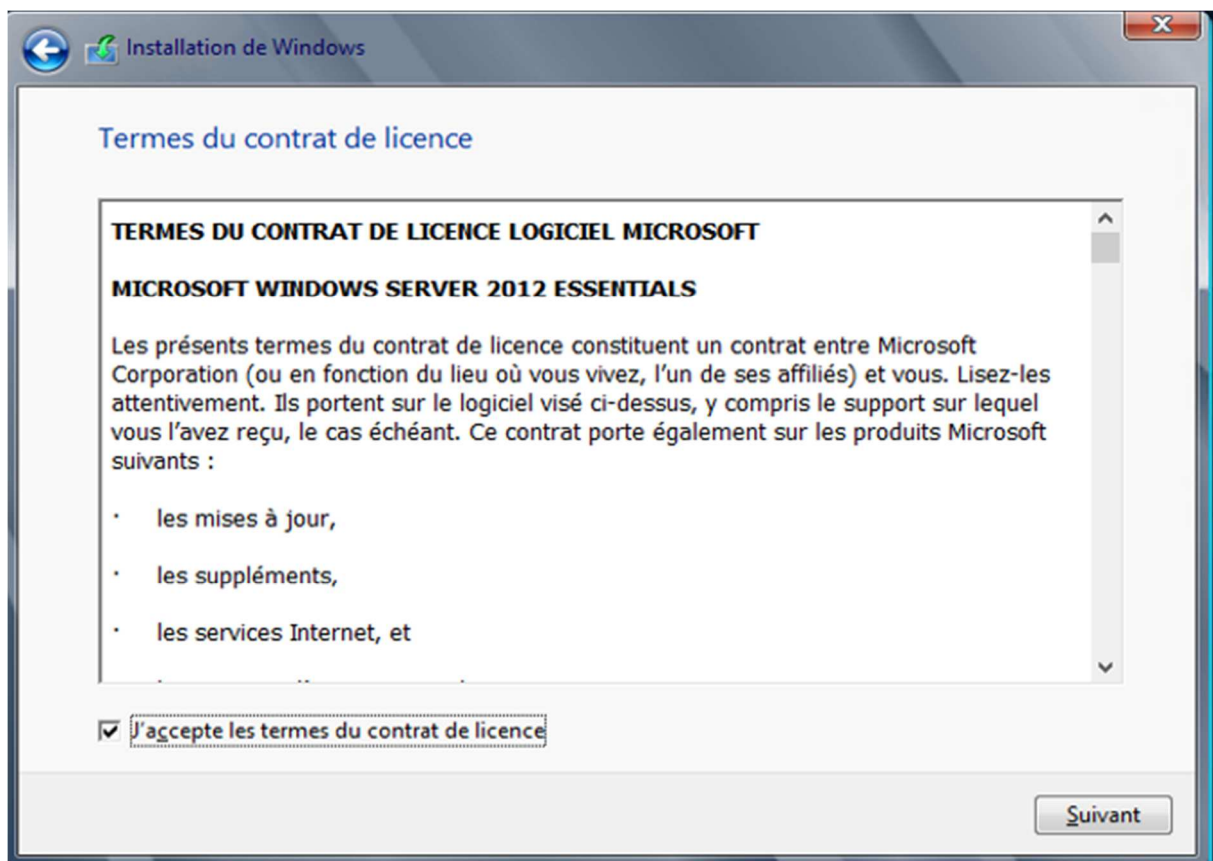 Installation de Windows
Termes du contrat de licence
TERMES DU CONTRAT DE LICENCE LOGICIEL MICROSOFT
MICROSOFT WINDOWS SERVER 2012 ESSENTIALS
Les présents termes du contrat de licence constituent un contrat entre Microsoft
Corporation (ou en fonction du lieu où vous vivez, l’un de ses affiliés) et vous. Lisez-les
attentivement. Ils portent sur le logiciel visé ci-dessus, y compris le support sur lequel
vous l’avez reçu, le cas échéant. Ce contrat porte également sur les produits Microsoft
suivants :
· les mises à jour,
· les suppléments,
· les services Internet, et
J'accepte les termes du contrat de licence
Suivant